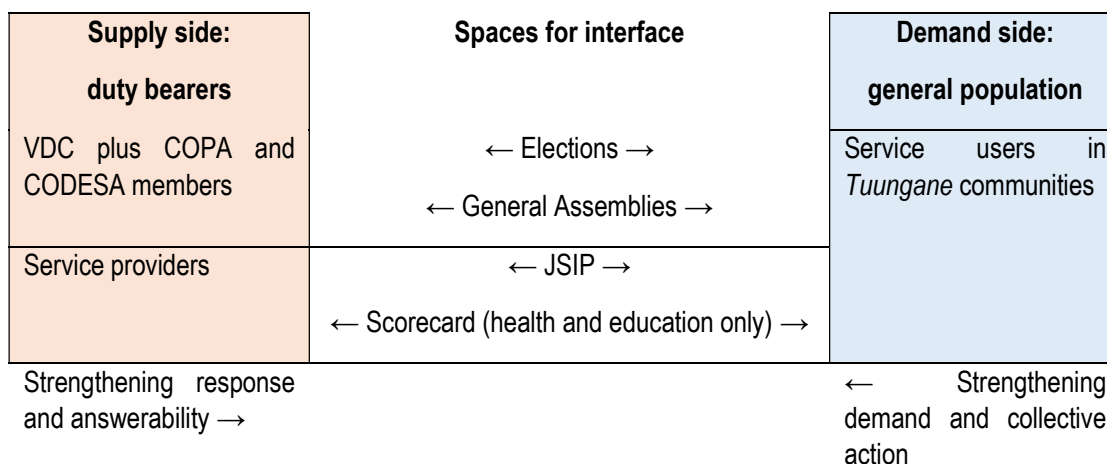 Supply side:
duty bearers
Spaces for interface
Demand side:
general population
VDC plus COPA and
CODESA members
← Elections →
← General Assemblies →
Service users in
Tuungane communities
Service providers
← JSIP →
← Scorecard (health and education only) →
Strengthening response
and answerability →
← Strengthening
demand and collective
action